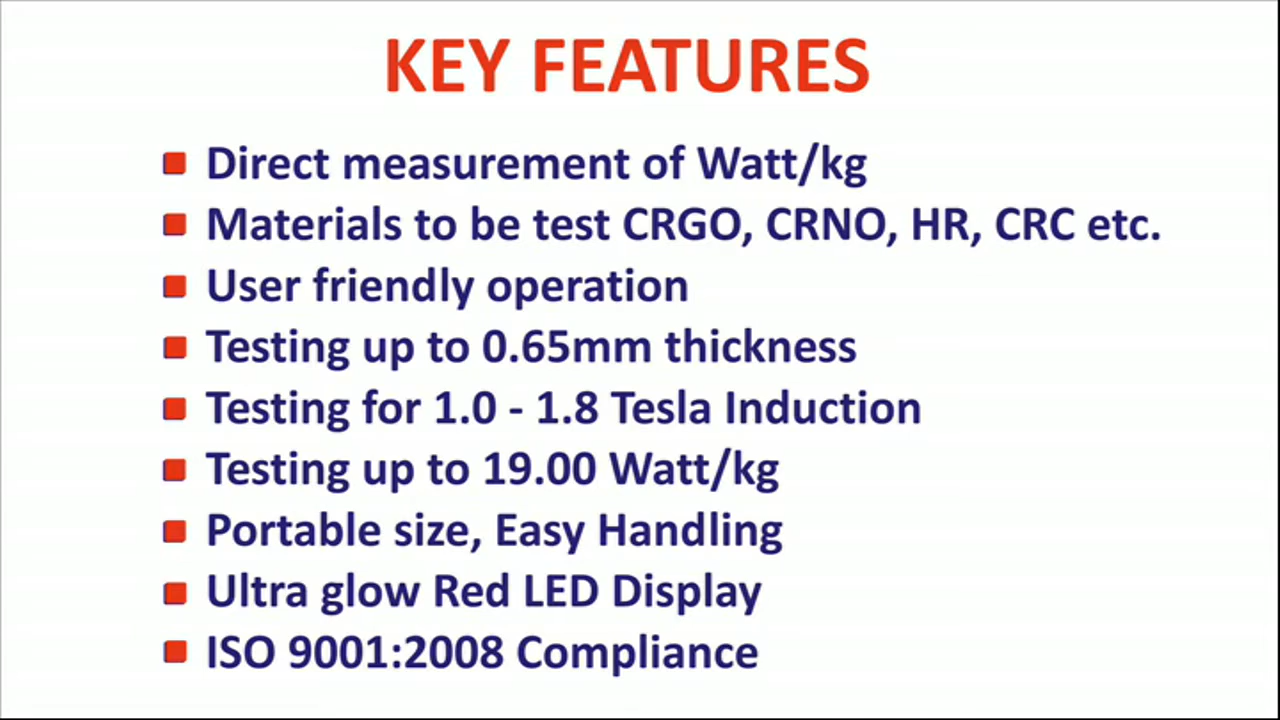 KEY FEATURES
Direct measurement of Watt/kg
Materials to be test CRGO, CRNO, HR, CRC etc.
User friendly operation
Testing up to 0.65mm thickness
Testing for 1.0 - 1.8 Tesla Induction
Testing up to 19.00 Watt/kg
Portable size, Easy Handling
Ultra glow Red LED Display
ISO 9001:2008 Compliance